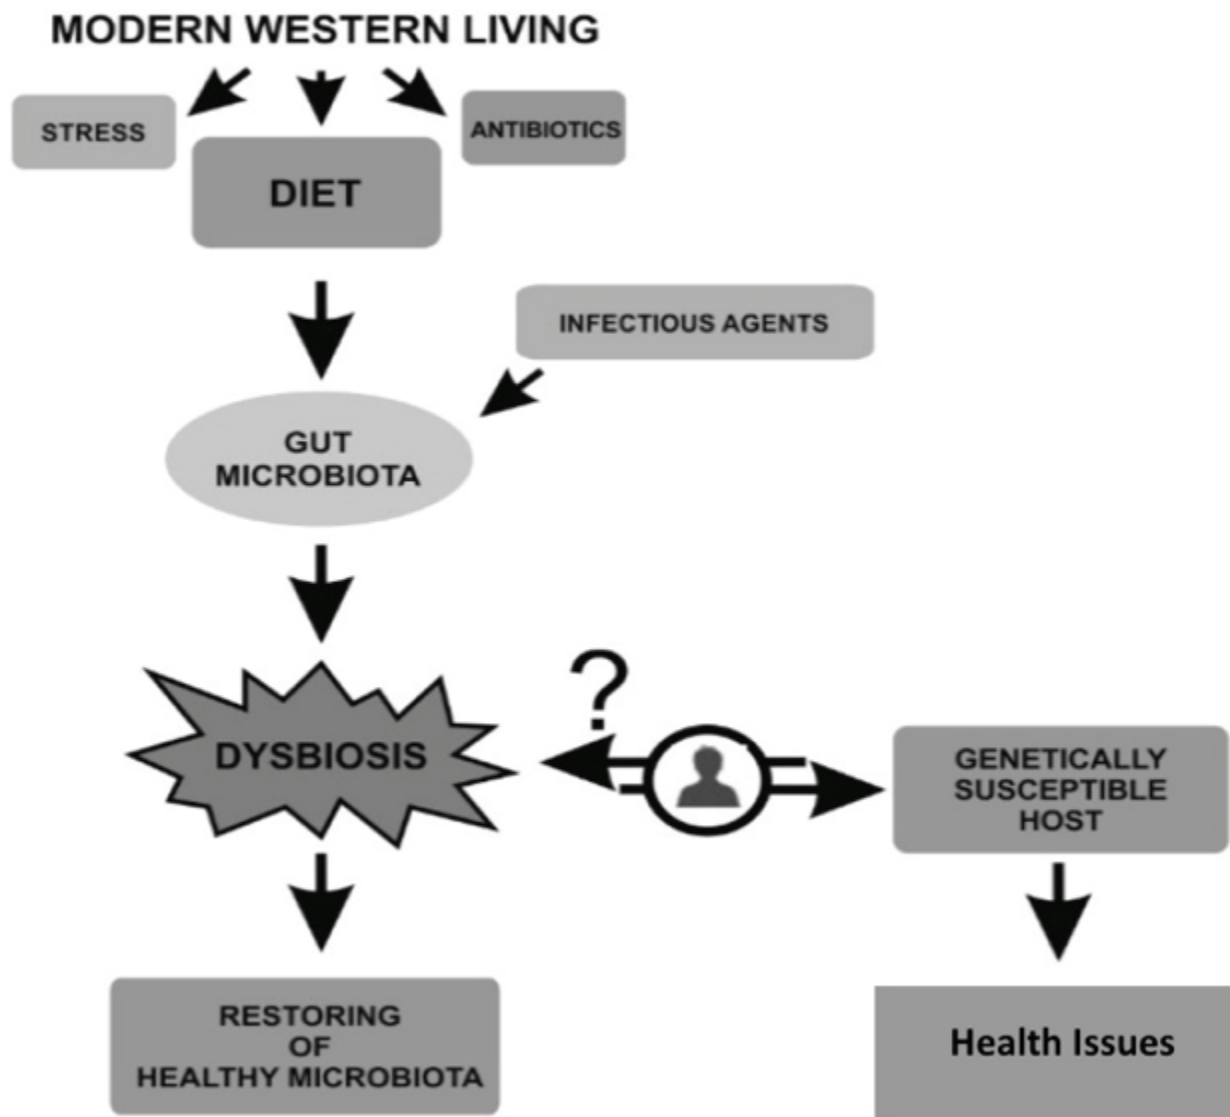 MODERN WESTERN LIVING
STRESS
DIET
ANTIBIOTICS
INFECTIOUS AGENTS
GUT
MICROBIOTA
?
DYSBIOSIS
GENETICALLY
SUSCEPTIBLE
HOST
RESTORING
OF
HEALTHY MICROBIOTA
Health Issues